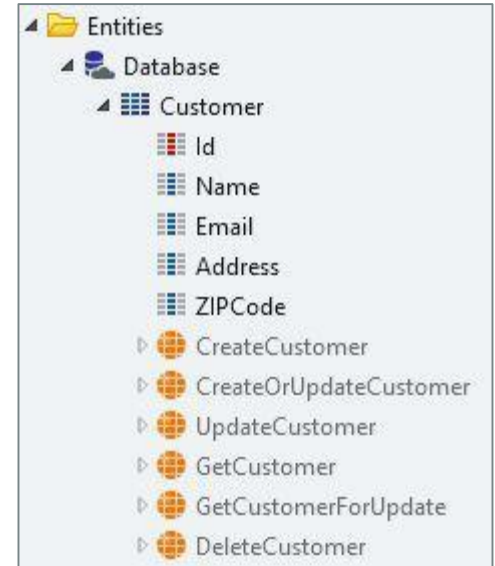 Entities
Database
Customer
Id
Name
Email
Address
ZIPCode
CreateCustomer
CreateOrUpdateCustomer
UpdateCustomer
GetCustomer
GetCustomerForUpdate
DeleteCustomer